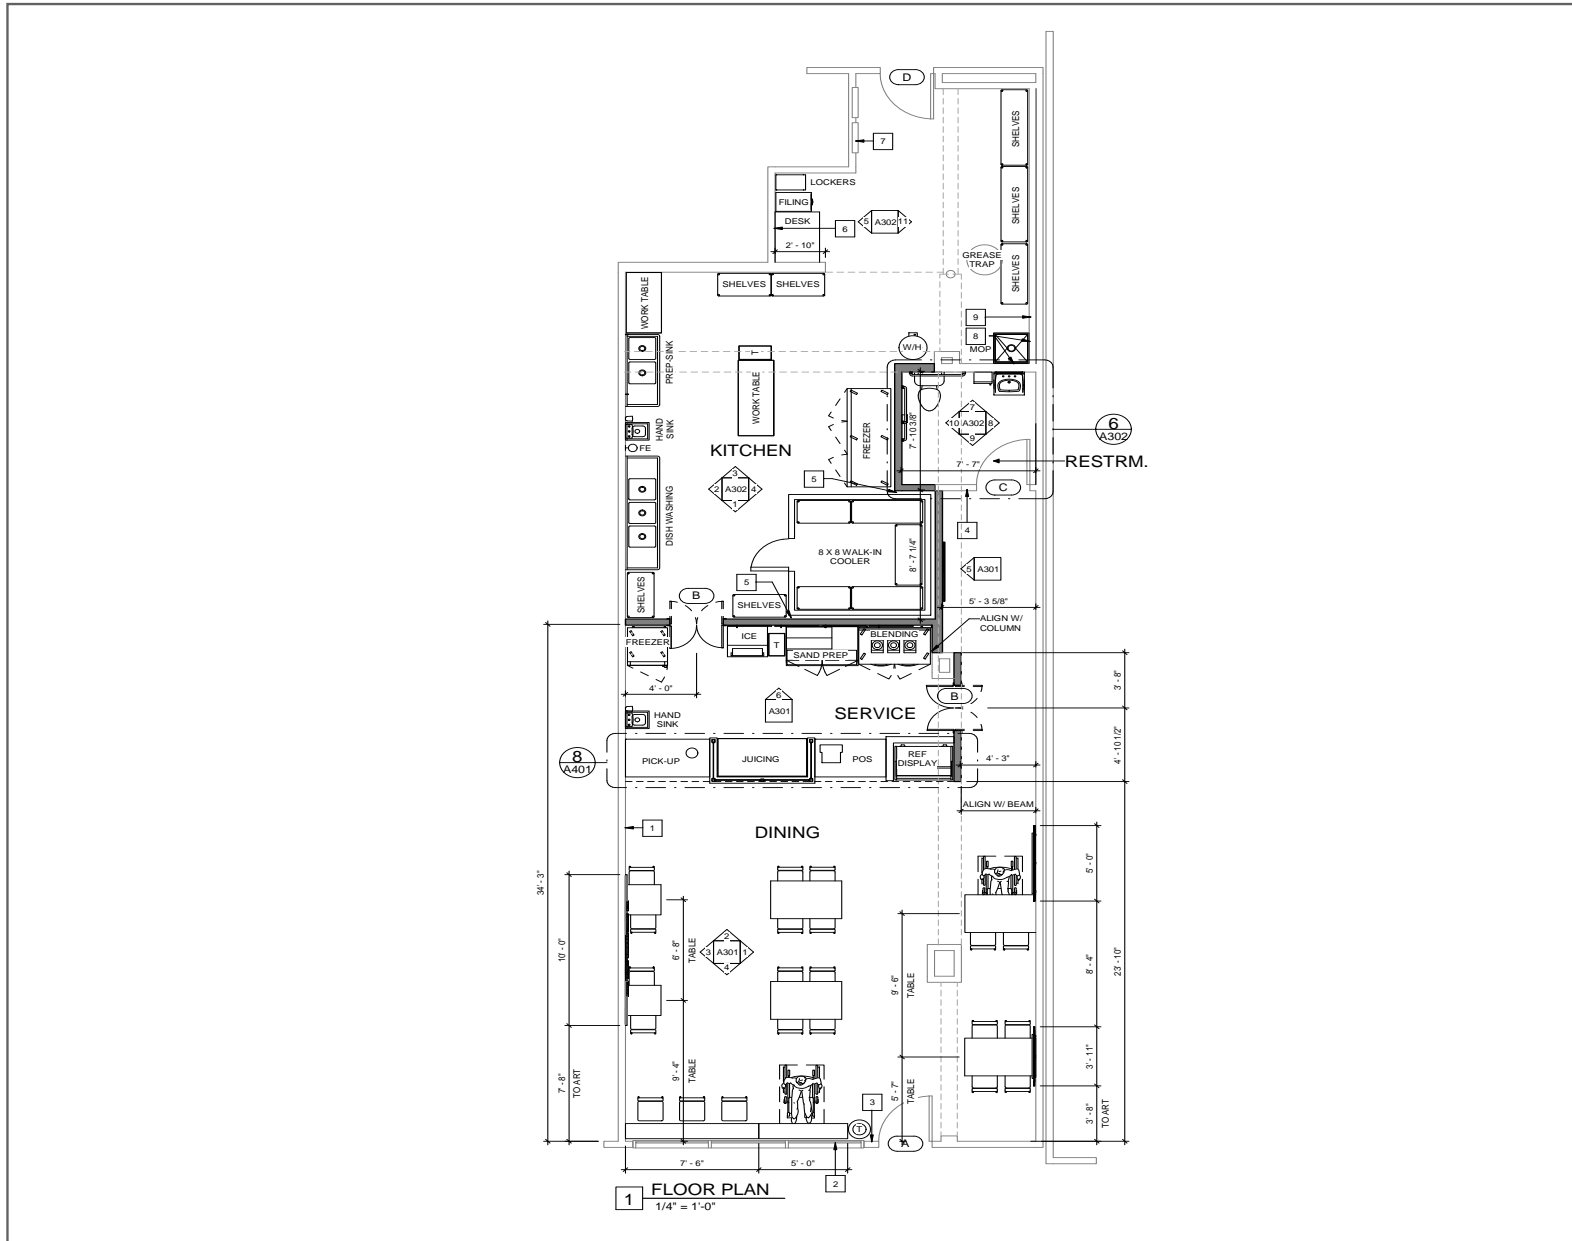 D
SHELVES
7
LOCKERS
FILING
DESK
6
5
A302
11
SHELVES
2' - 10"
GREASE
TRAP
SHELVES
WORK TABLE
SHELVES
SHELVES
9
8
MOP
W/H
T
PREP-SINK
WORK TABLE
HAND
SINK
FE
KITCHEN
FREEZER
7' - 10 3/8"
7
10
A302
8
9
6
A302
RESTRM.
7' - 7"
C
3
2
A302
4
1
5
4
DISH WASHING
8 X 8 WALK-IN
COOLER
8' - 7 1/4"
5
A301
5
B
SHELVES
SHELVES
5' - 3 5/8"
ALIGN W/
COLUMN
FREEZER
ICE
T
SAND PREP
BLENDING
4' - 0"
3' - 8"
B
6
A301
HAND
SINK
SERVICE
4' - 10 1/2"
8
A401
PICK-UP
JUICING
POS
REF
DISPLAY
4' - 3"
ALIGN W/ BEAM
1
DINING
34' - 3"
5' - 0"
10' - 0"
6' - 8"
TABLE
2
3
A301
1
4
9' - 6"
TABLE
8' - 4"
23' - 10"
7' - 8"
TO ART
9' - 4"
TABLE
5' - 7"
TABLE
3' - 11"
3' - 8"
TO ART
3
T
A
7' - 6"
5' - 0"
2
1
FLOOR PLAN
1/4" = 1'-0"